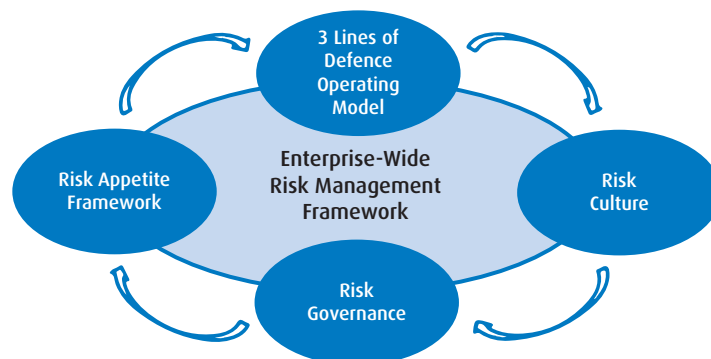 3 Lines of
Defence
Operating
Model
Enterprise-Wide
Risk Management
Framework
Risk Appetite
Framework
Risk
Culture
Risk
Governance